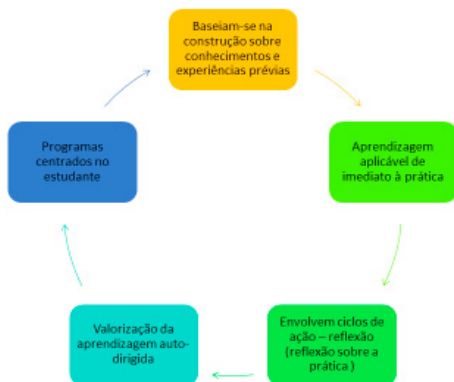 Baseiam-se na
construção sobre
conhecimentos e
experiências prévias
Aprendizagem
aplicável de
imediato à prática
Envolvem ciclos de
ação – reflexão
(reflexão sobre a
prática )
Valorização da
aprendizagem auto-
dirigida
Programas
centrados no
estudante